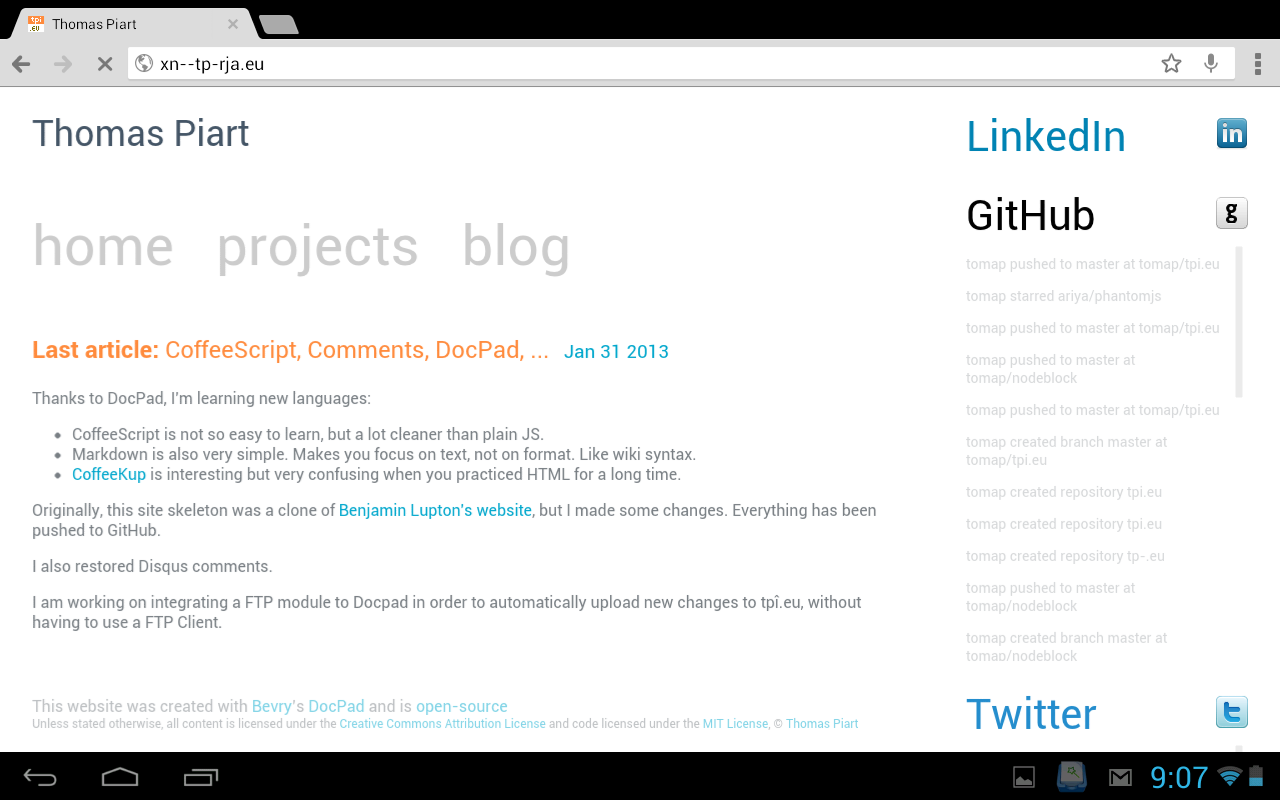 tpi
.EU
Thomas Piart
xn--tp-rja.eu
Thomas Piart
home projects blog
Last article: CoffeeScript, Comments, DocPad, ... Jan 31 2013
Thanks to DocPad, I'm learning new languages:
• CoffeeScript is not so easy to learn, but a lot cleaner than plain JS.
• Markdown is also very simple. Makes you focus on text, not on format. Like wiki syntax.
• CoffeeKup is interesting but very confusing when you practiced HTML for a long time.
Originally, this site skeleton was a clone of Benjamin Lupton's website, but I made some changes. Everything has been
pushed to GitHub.
I also restored Disqus comments.
I am working on integrating a FTP module to Docpad in order to automatically upload new changes to tpî.eu, without
having to use a FTP Client.
This website was created with Bevry's DocPad and is open-source
Unless stated otherwise, all content is licensed under the Creative Commons Attribution License and code licensed under the MIT License, © Thomas Piart
LinkedIn in
GitHub g
tomap pushed to master at tomap/tpi.eu
tomap starred ariya/phantomjs
tomap pushed to master at tomap/tpi.eu
tomap pushed to master at
tomap/nodeblock
tomap pushed to master at tomap/tpi.eu
tomap created branch master at
tomap/tpi.eu
tomap created repository tpi.eu
tomap created repository tpi.eu
tomap created repository tp-.eu
tomap pushed to master at
tomap/nodeblock
tomap created branch master at
tomap/nodeblock
Twitter t
9:07